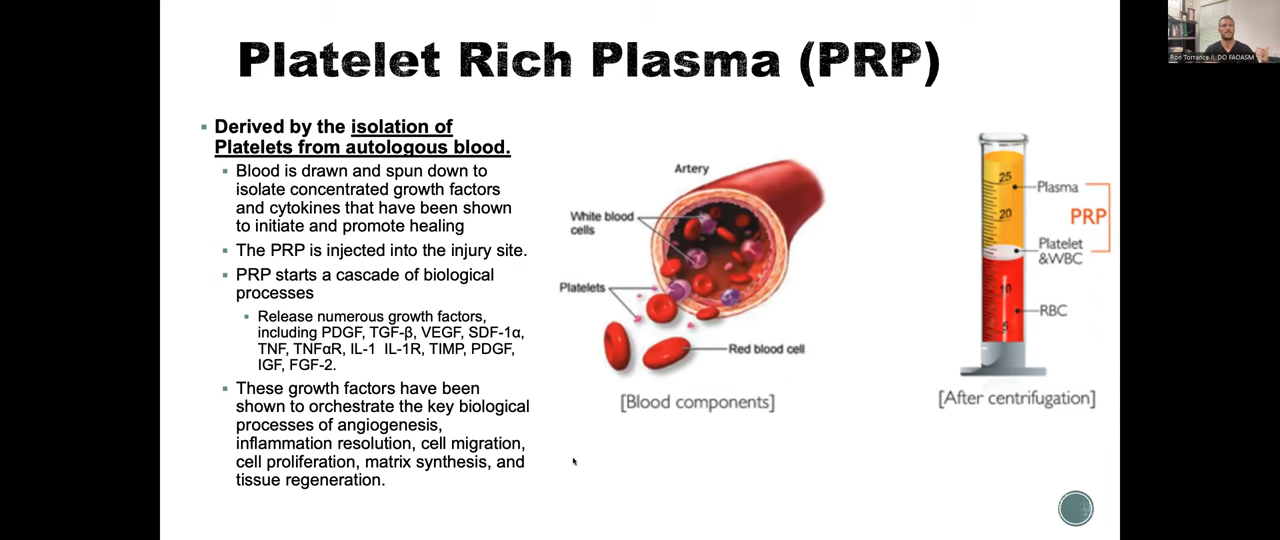 Platelet Rich Plasma (PRP)
Ron Torrance II, DO FAOASM
Derived by the isolation of
Platelets from autologous blood.
Blood is drawn and spun down to
isolate concentrated growth factors
and cytokines that have been shown
to initiate and promote healing
The PRP is injected into the injury site.
PRP starts a cascade of biological
processes
Release numerous growth factors,
including PDGF, TGF-β, VEGF, SDF-1α,
TNF, TNFαR, IL-1 IL-1R, TIMP, PDGF,
IGF, FGF-2.
These growth factors have been
shown to orchestrate the key biological
processes of angiogenesis,
inflammation resolution, cell migration,
cell proliferation, matrix synthesis, and
tissue regeneration.
Artery
White blood
cells
Platelets
Red blood cell
[Blood components]
25
20
10
5
Plasma
PRP
Platelet
&WBC
RBC
[After centrifugation]